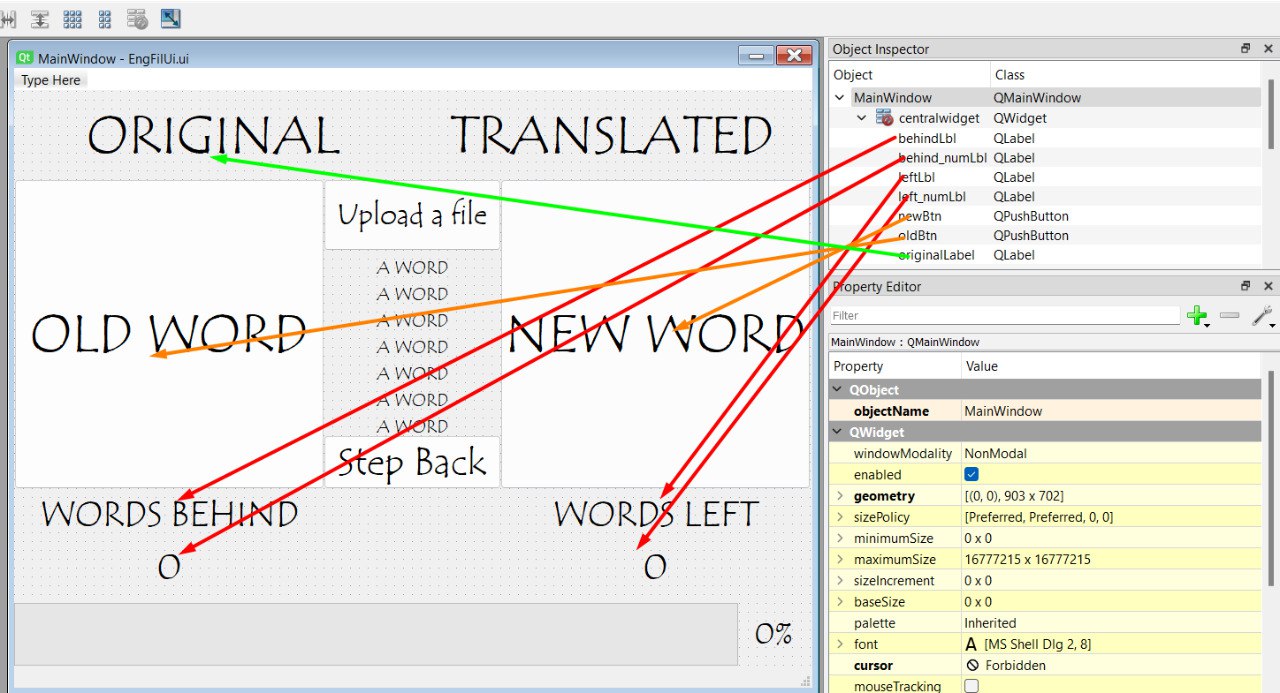 MainWindow - EngFilUi.ui
Type Here
ORIGINAL TRANSLATED
Upload a file
A WORD
A WORD
A WORD
A WORD
A WORD
A WORD
A WORD
OLD WORD
NEW WORD
Step Back
WORDS BEHIND WORDS LEFT
0 0
0%
Object Inspector
Object Class
MainWindow QMainWindow
centralwidget QWidget
behindLbl QLabel
behind_numLbl QLabel
leftLbl QLabel
left_numLbl QLabel
newBtn QPushButton
oldBtn QPushButton
originalLabel QLabel
Property Editor
Filter
MainWindow : QMainWindow
Property Value
QObject
objectName MainWindow
QWidget
windowModality NonModal
enabled
geometry [(0, 0), 903 x 702]
sizePolicy [Preferred, Preferred, 0, 0]
minimumSize 0 x 0
maximumSize 16777215 x 16777215
sizeIncrement 0 x 0
baseSize 0 x 0
palette Inherited
font A [MS Shell Dlg 2, 8]
cursor Forbidden
mouseTracking